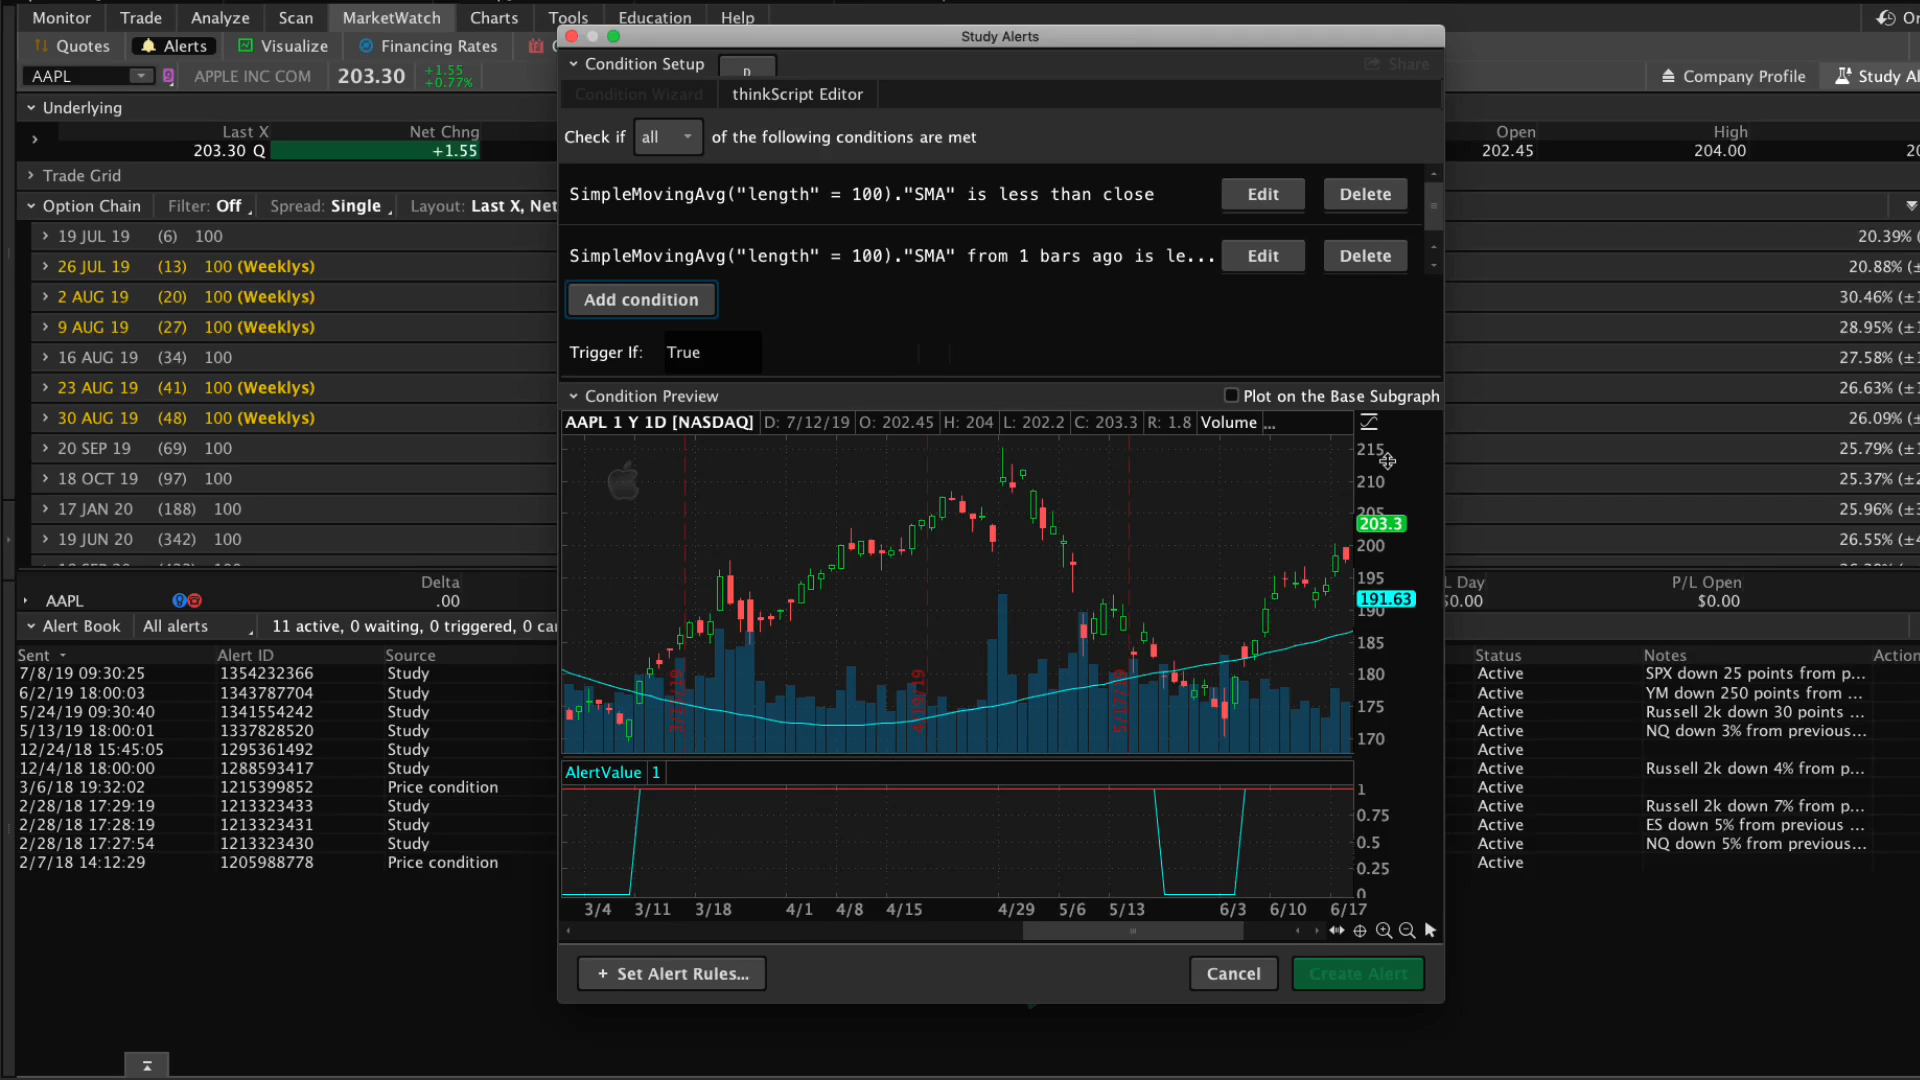 Monitor Trade Analyze Scan MarketWatch Charts Tools Education Help
Quotes Alerts Visualize Financing Rates
Study Alerts
AAPL APPLE INC COM 203.30 +1.55 +0.77%
Company Profile
Condition Setup D Share
Condition Wizard thinkScript Editor
Underlying
Last X Net Chng Open High
203.30 Q +1.55 202.45 204.00
Check if all of the following conditions are met
Trade Grid
SimpleMovingAvg("length" = 100)."SMA" is less than close Edit Delete
Option Chain Filter: Off Spread: Single Layout: Last X, Net
SimpleMovingAvg("length" = 100)."SMA" from 1 bars ago is le... Edit Delete
Add condition
Trigger If: True
19 JUL 19 (6) 100 20.39%
26 JUL 19 (13) 100 (Weeklys) 20.88%
2 AUG 19 (20) 100 (Weeklys) 30.46%
9 AUG 19 (27) 100 (Weeklys) 28.95%
16 AUG 19 (34) 100 27.58%
23 AUG 19 (41) 100 (Weeklys) 26.63%
30 AUG 19 (48) 100 (Weeklys) 26.09%
20 SEP 19 (69) 100 25.79%
18 OCT 19 (97) 100 25.37%
17 JAN 20 (188) 100 25.96%
19 JUN 20 (342) 100 26.55%
Condition Preview Plot on the Base Subgraph
AAPL 1 Y 1D [NASDAQ] D: 7/12/19 O: 202.45 H: 204 L: 202.2 C: 203.3 R: 1.8 Volume ...
215
210
205
203.3
200
195
191.63
190
185
180
175
170
4/19/19
5/17/19
AlertValue 1
1
0.75
0.5
0.25
0
3/4 3/11 3/18 4/1 4/8 4/15 4/29 5/6 5/13 6/3 6/10 6/17
+ Set Alert Rules... Cancel Create Alert
Delta Day P/L Open
AAPL .00 $0.00 $0.00
Alert Book All alerts 11 active, 0 waiting, 0 triggered, 0
Sent Alert ID Source Status Notes
7/8/19 09:30:25 1354232366 Study Active SPX down 25 points from p...
6/2/19 18:00:03 1343787704 Study Active YM down 250 points from ...
5/24/19 09:30:40 1341554242 Study Active Russell 2k down 30 points ...
5/13/19 18:00:01 1337828520 Study Active NQ down 3% from previous...
12/24/18 15:45:05 1295361492 Study Active
12/4/18 18:00:00 1288593417 Study Active Russell 2k down 4% from p...
3/6/18 19:32:02 1215399852 Price condition Active
2/28/18 17:29:19 1213323433 Study Active Russell 2k down 7% from p...
2/28/18 17:28:19 1213323431 Study Active ES down 5% from previous ...
2/28/18 17:27:54 1213323430 Study Active NQ down 5% from previous...
2/7/18 14:12:29 1205988778 Price condition Active